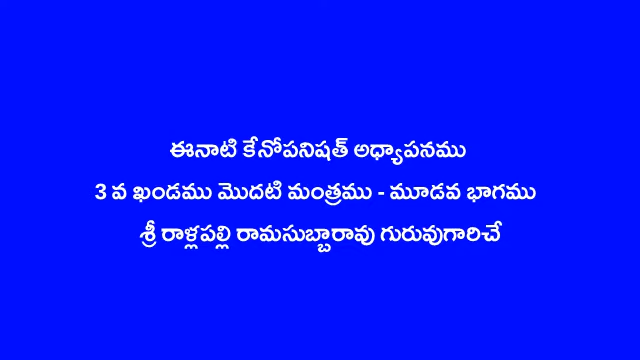 ఈనాటి కేనోపనిషత్ అధ్యాపనము
3 వ ఖండము మొదటి మంత్రము - మూడవ భాగము
శ్రీ రాళ్లపల్లి రామసుబ్బారావు గురువుగారిచే